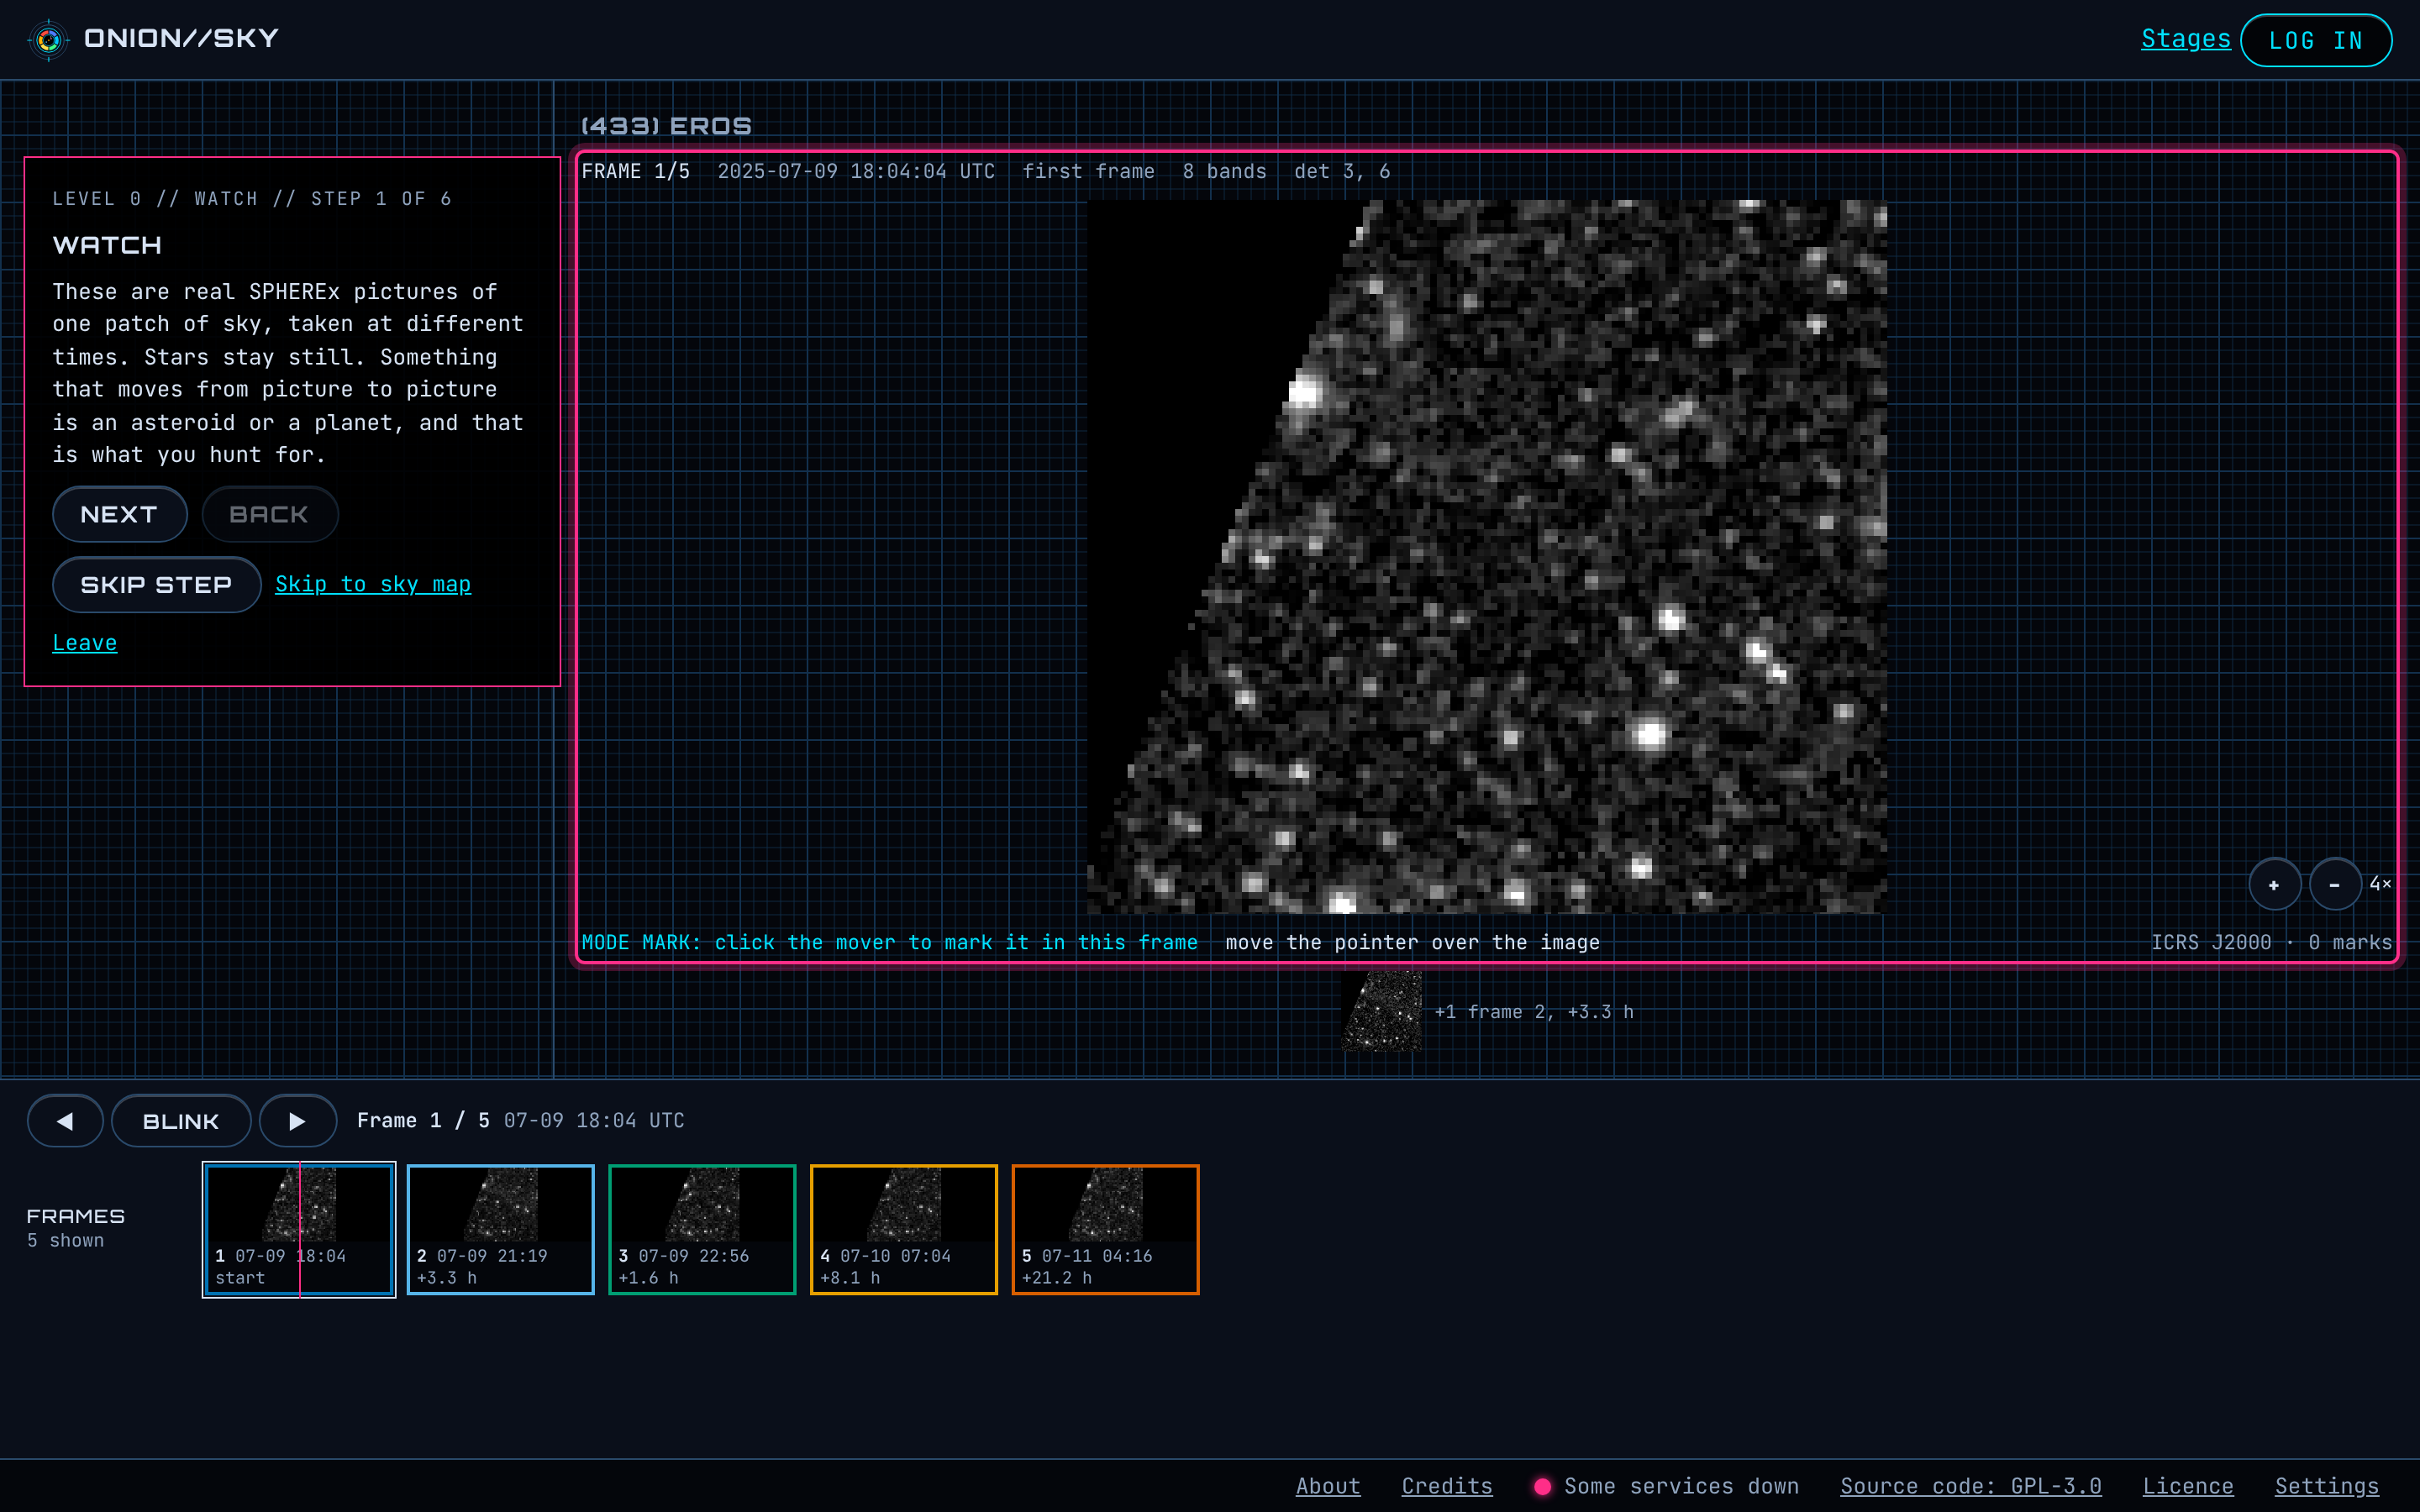 ONION//SKY
Stages
LOG IN
(433) EROS
LEVEL 0 // WATCH // STEP 1 OF 6
WATCH
These are real SPHEREx pictures of
one patch of sky, taken at different
times. Stars stay still. Something
that moves from picture to picture
is an asteroid or a planet, and that
is what you hunt for.
NEXT
BACK
SKIP STEP
Skip to sky map
Leave
FRAME 1/5 2025-07-09 18:04:04 UTC first frame 8 bands det 3, 6
+ - 4×
MODE MARK: click the mover to mark it in this frame move the pointer over the image
ICRS J2000 · 0 marks
+1 frame 2, +3.3 h
◀ BLINK ▶ Frame 1 / 5 07-09 18:04 UTC
FRAMES
5 shown
1 07-09 18:04
start
2 07-09 21:19
+3.3 h
3 07-09 22:56
+1.6 h
4 07-10 07:04
+8.1 h
5 07-11 04:16
+21.2 h
About
Credits
Some services down
Source code: GPL-3.0
Licence
Settings